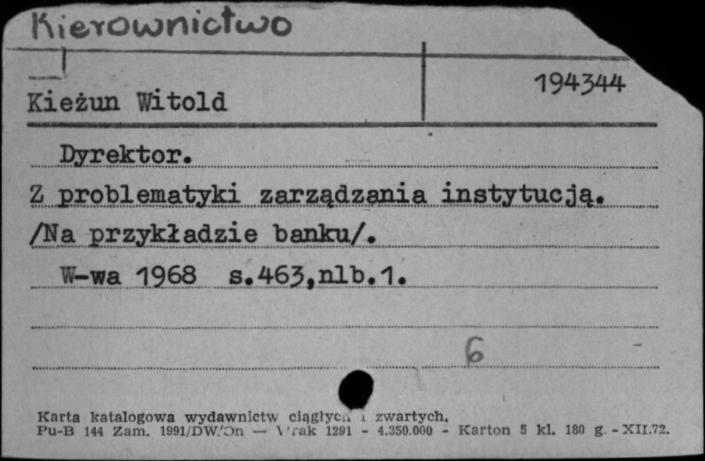 Kierownictwo
194344
Kieżun Witold
Dyrektor.
Z problematyki zarządzania instytucją.
/Na przykładzie banku/.
W-wa 1968 s.463,nlb.1.
6
Karta katalogowa wydawnictw ciągłych i zwartych.
Pu-B 144 Zam. 1991/DW/On — 1291 - 4.350.000 - Karton 5 kl. 180 g. - XII.72.